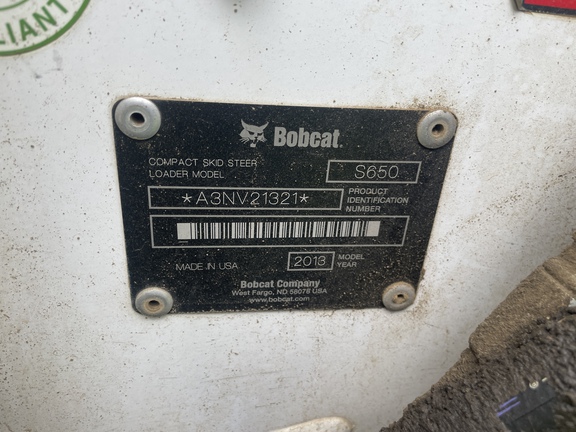 LIANT
Bobcat
COMPACT SKID STEER
LOADER MODEL
S650
*A3NV21321*
PRODUCT
IDENTIFICATION
NUMBER
MADE IN USA
2013
MODEL
YEAR
Bobcat Company
West Fargo, ND 58078 USA
www.bobcat.com